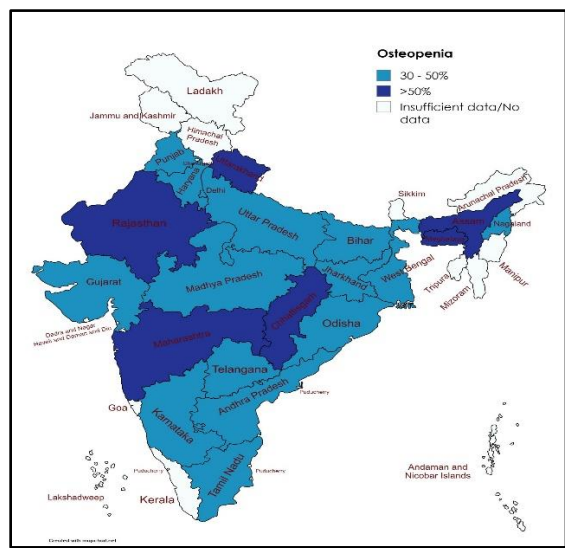 Osteopenia
30 - 50%
>50%
Insufficient data/No
data
Ladakh
Jammu and Kashmir
Himachal
Pradesh
Punjab
Uttarakhand
Haryana
Delhi
Rajasthan
Uttar Pradesh
Bihar
Sikkim
Arunachal Pradesh
Assam
Nagaland
Meghalaya
Manipur
Tripura
Mizoram
Gujarat
Madhya Pradesh
Jharkhand
West Bengal
Chhattisgarh
Odisha
Dadra and Nagar
Haveli and Daman and Diu
Maharashtra
Telangana
Andhra Pradesh
Puducherry
Goa
Karnataka
Puducherry
Puducherry
Tamil Nadu
Kerala
Lakshadweep
Andaman and
Nicobar Islands
Created with mapchart.net